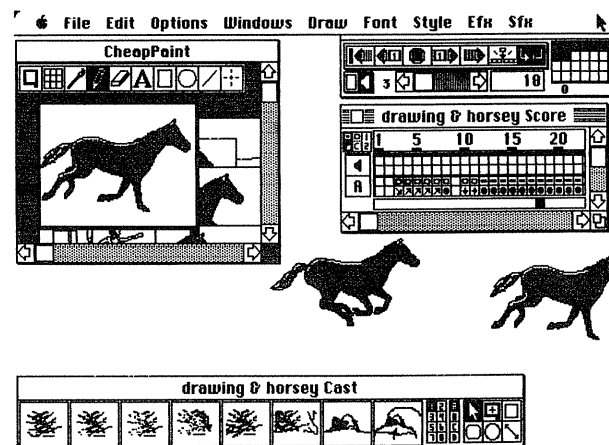 File Edit Options Windows Draw Font Style Efx Sfx
CheapPaint
A
3 18
0
drawing & horsey Score
1 5 10 15 20
A
drawing & horsey Cast